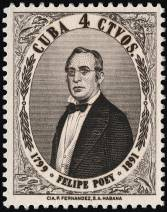 CUBA 4 CTVOS.
1799 • FELIPE POEY • 1891
CIA. P. FERNANDEZ, S.A. HABANA